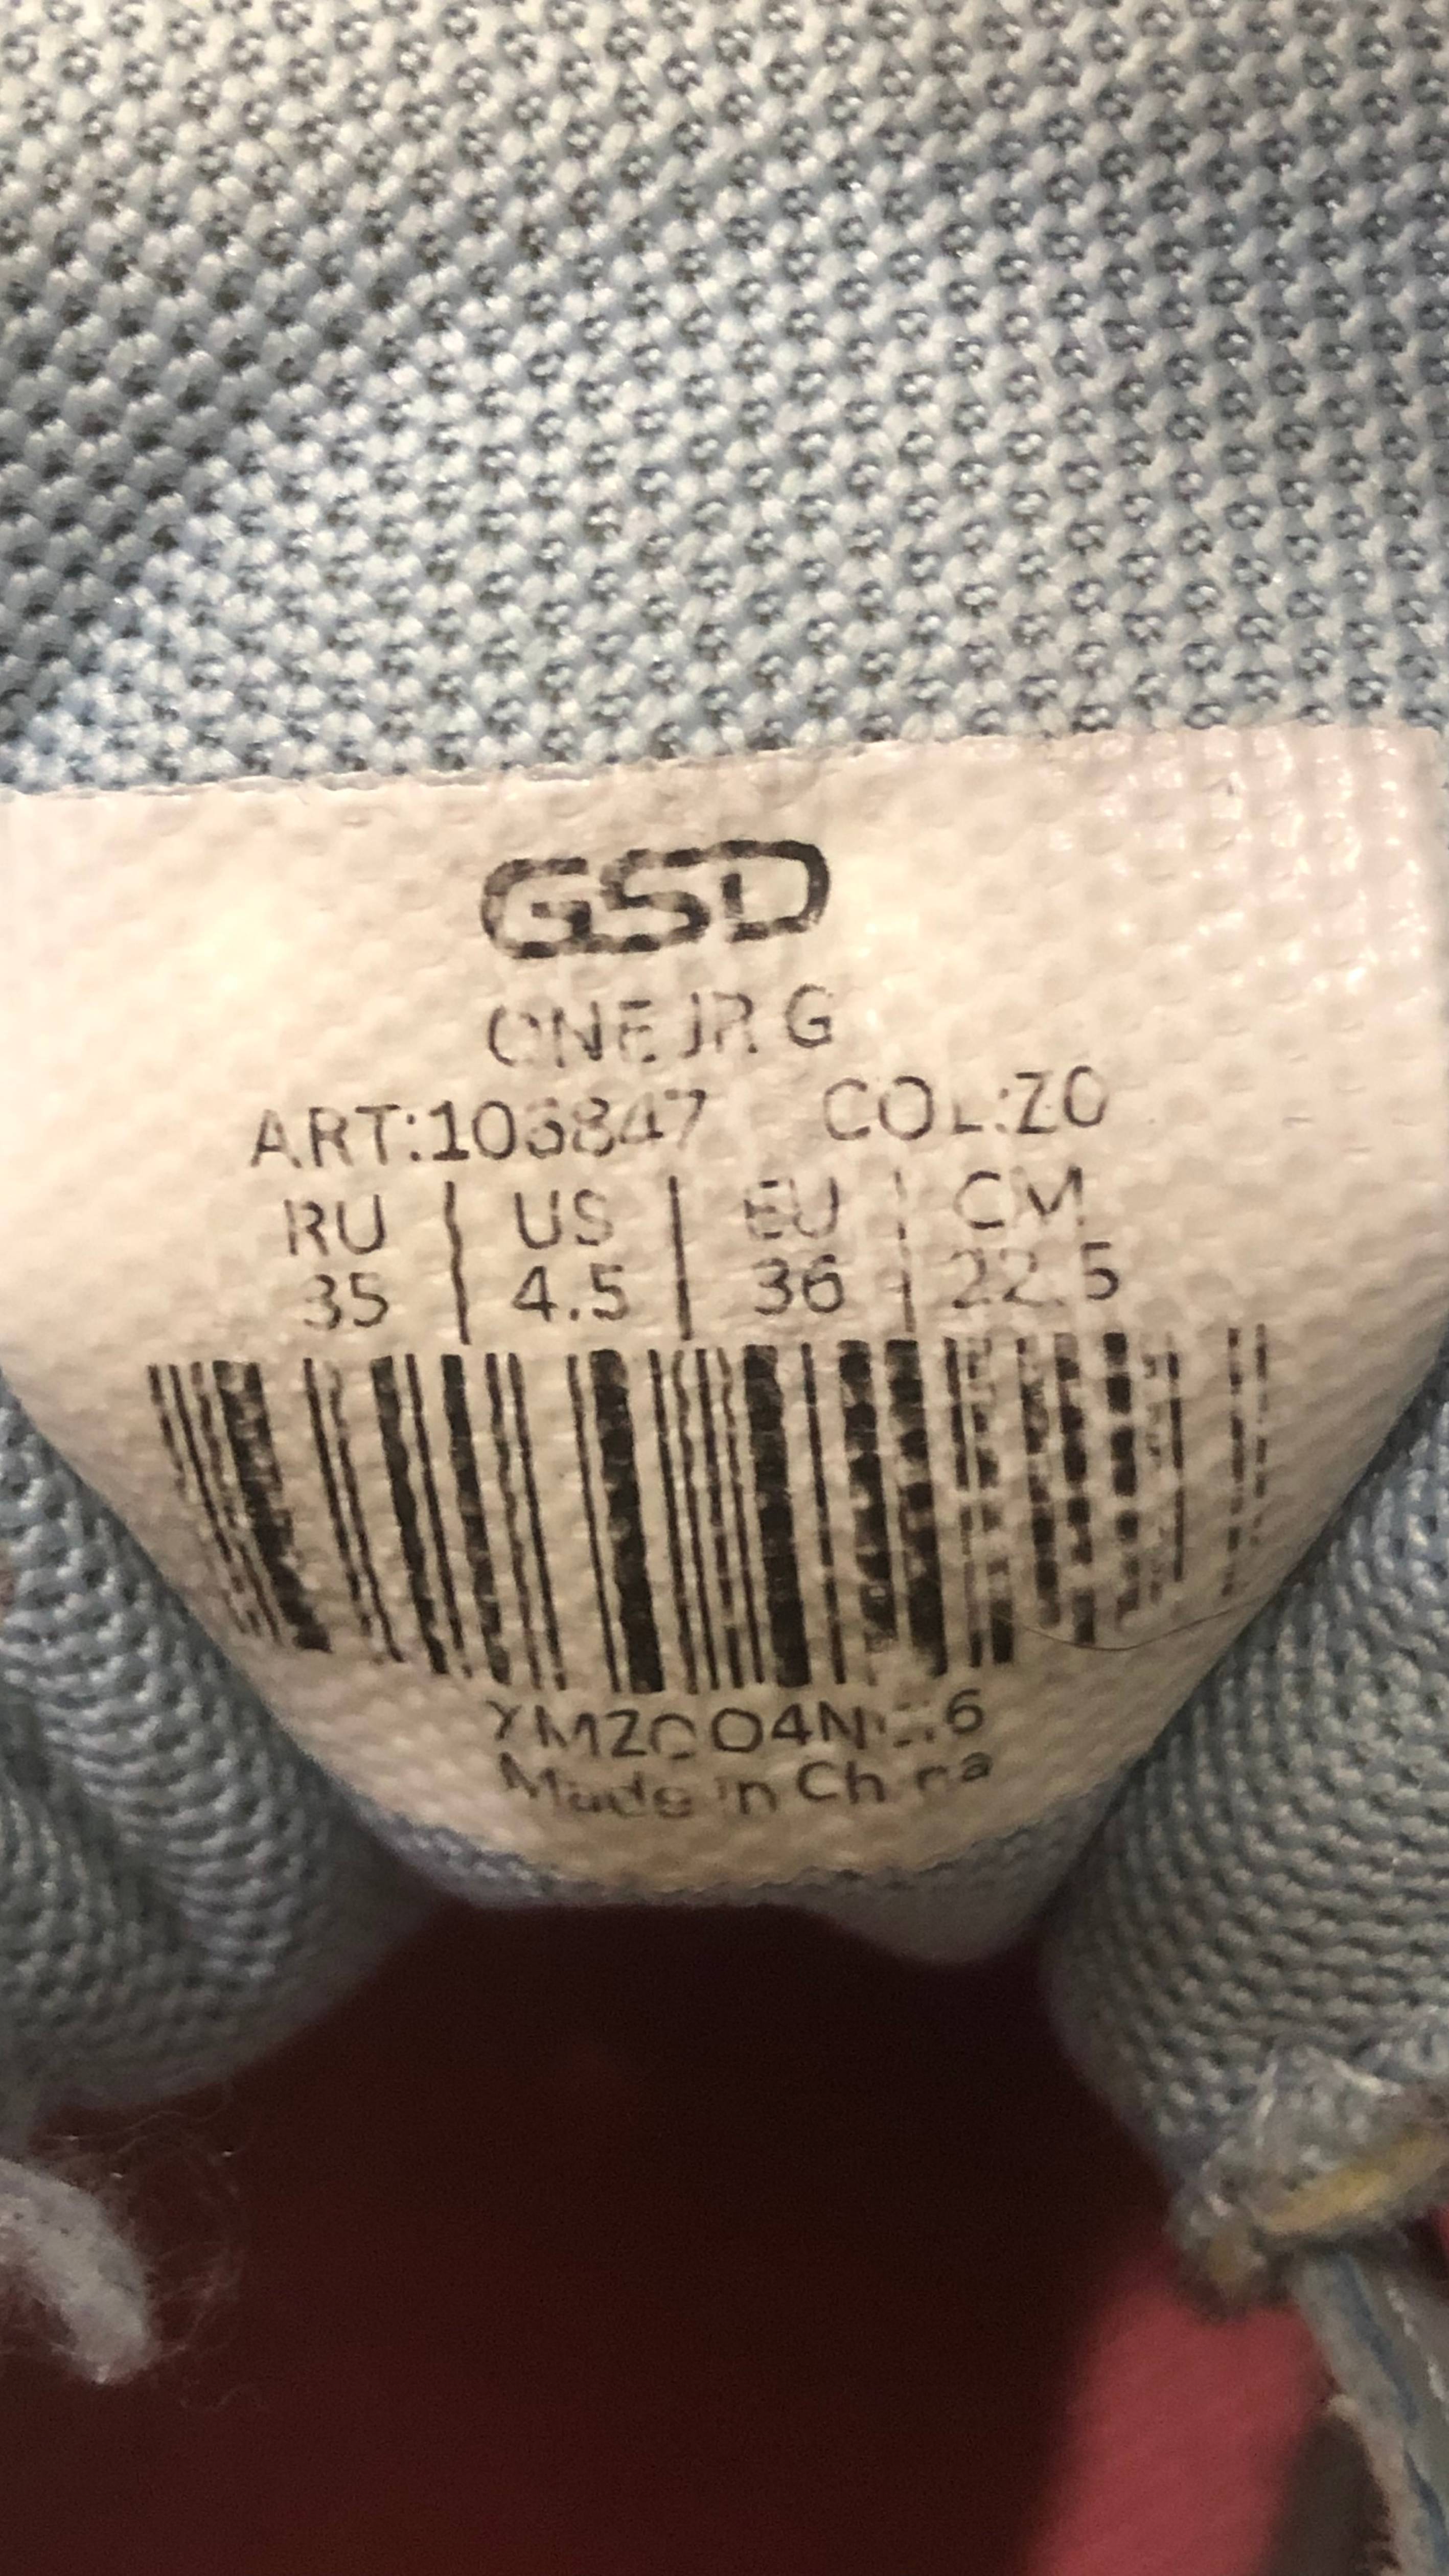 GSD
ONE JR G
ART:106847 COL:Z0
RU | US | EU | CM
35 | 4.5 | 36 | 22.5
Made in China